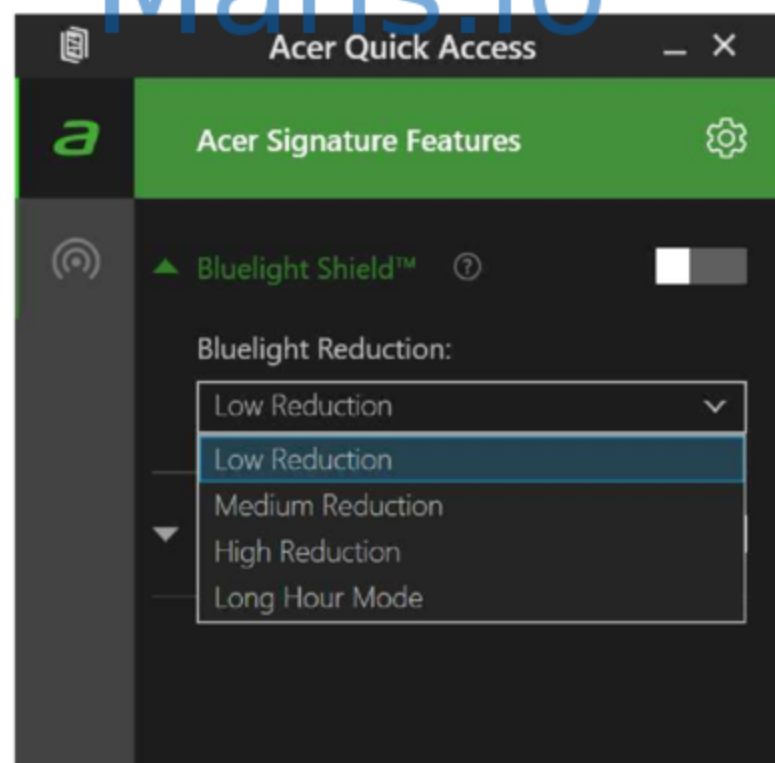 Acer Quick Access
a
Acer Signature Features
Bluelight Shield™ ?
Bluelight Reduction:
Low Reduction
Low Reduction
Medium Reduction
High Reduction
Long Hour Mode